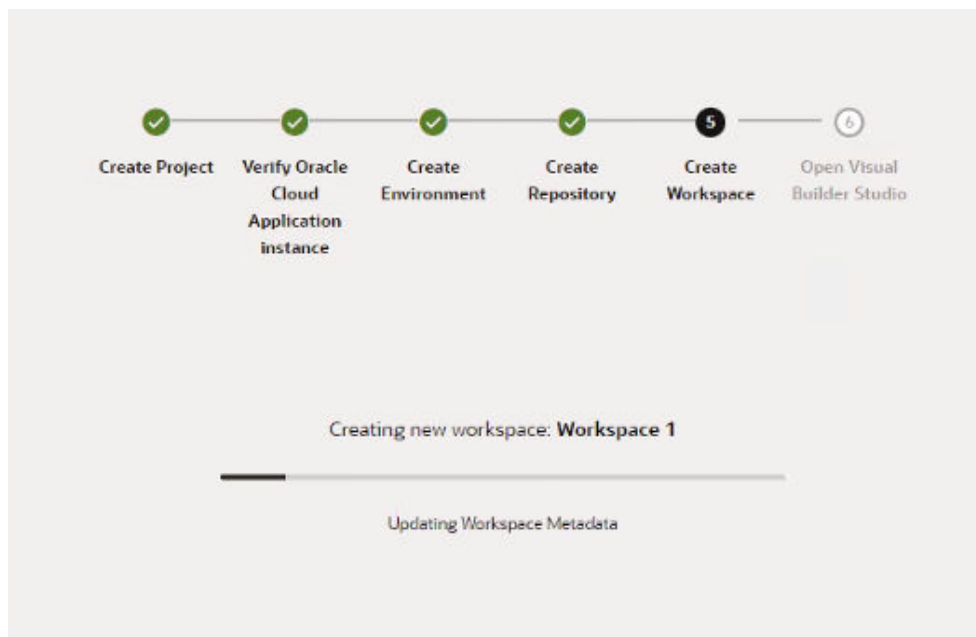 5
6
Create Project
Verify Oracle
Cloud
Application
instance
Create
Environment
Create
Repository
Create
Workspace
Open Visual
Builder Studio
Creating new workspace: Workspace 1
Updating Workspace Metadata